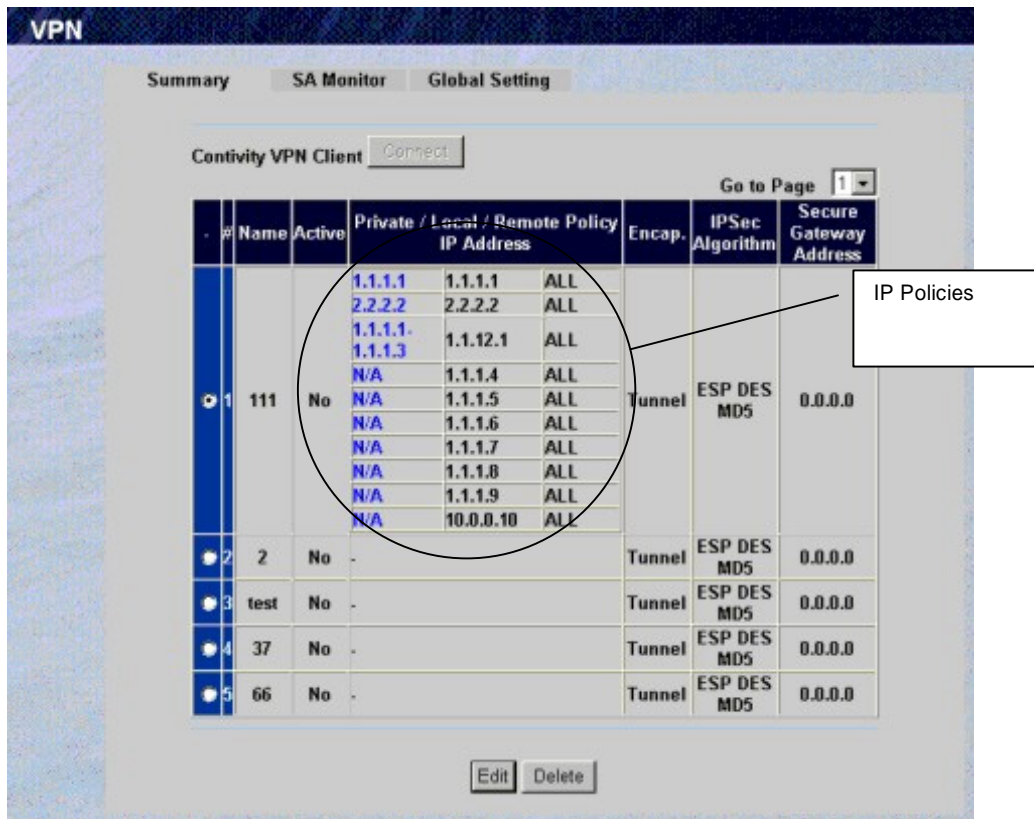 VPN
Summary SA Monitor Global Setting
Contivity VPN Client Connect
Go to Page 1
- # Name Active Private / Local / Remote Policy IP Address Encap. IPSec Algorithm Secure Gateway Address
1 111 No Tunnel ESP DES MD5 0.0.0.0
1.1.1.1 1.1.1.1 ALL
2.2.2.2 2.2.2.2 ALL
1.1.1.1-1.1.1.3 1.1.12.1 ALL
N/A 1.1.1.4 ALL
N/A 1.1.1.5 ALL
N/A 1.1.1.6 ALL
N/A 1.1.1.7 ALL
N/A 1.1.1.8 ALL
N/A 1.1.1.9 ALL
N/A 10.0.0.10 ALL
IP Policies
2 2 No - Tunnel ESP DES MD5 0.0.0.0
3 test No - Tunnel ESP DES MD5 0.0.0.0
4 37 No - Tunnel ESP DES MD5 0.0.0.0
5 66 No - Tunnel ESP DES MD5 0.0.0.0
Edit Delete